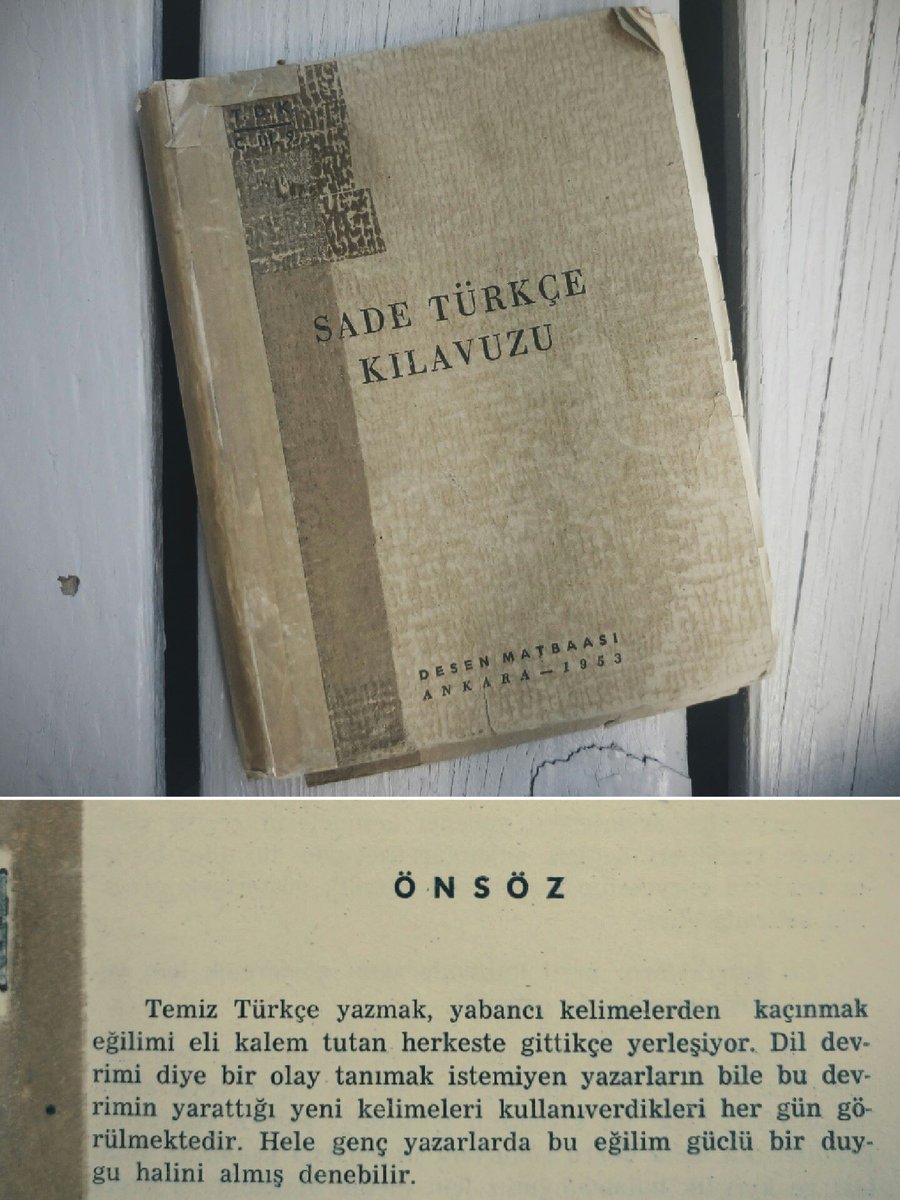 SADE TÜRKÇE
KILAVUZU
DESEN MATBAASI
ANKARA — 1953
ÖNSÖZ
Temiz Türkçe yazmak, yabancı kelimelerden kaçınmak
eğilimi eli kalem tutan herkeste gittikçe yerleşiyor. Dil dev-
rimi diye bir olay tanımak istemiyen yazarların bile bu dev-
rimin yarattığı yeni kelimeleri kullanıverdikleri her gün gö-
rülmektedir. Hele genç yazarlarda bu eğilim güçlü bir duy-
gu halini almış denebilir.